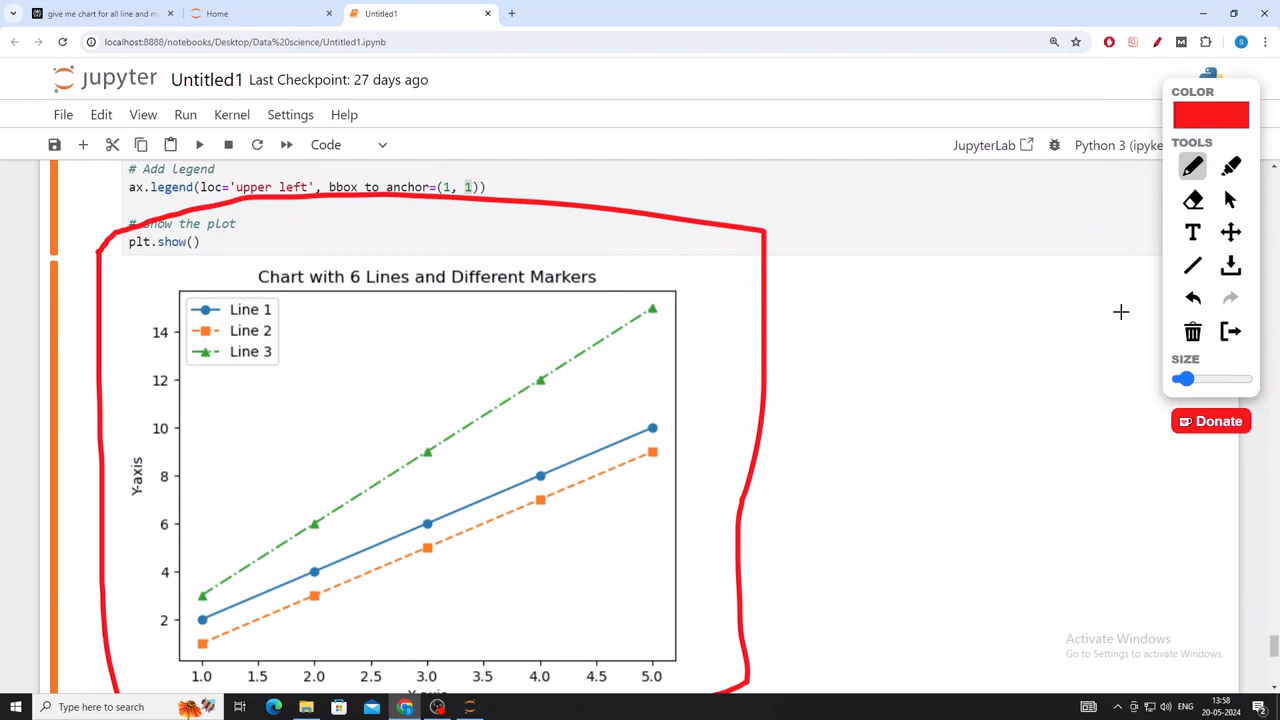 give me chart for all line and m
Home
Untitled1
localhost:8888/notebooks/Desktop/Data%20science/Untitled1.ipynb
jupyter Untitled1 Last Checkpoint: 27 days ago
File Edit View Run Kernel Settings Help
Code
JupyterLab
Python 3 (ipyke
COLOR
TOOLS
SIZE
Donate
# Add legend
ax.legend(loc='upper left', bbox_to_anchor=(1, 1))
# Show the plot
plt.show()
Chart with 6 Lines and Different Markers
Line 1
Line 2
Line 3
14
12
10
8
6
4
2
Y-axis
1.0 1.5 2.0 2.5 3.0 3.5 4.0 4.5 5.0
X-axis
Activate Windows
Go to Settings to activate Windows.
Type here to search
ENG
13:58
20-05-2024
2